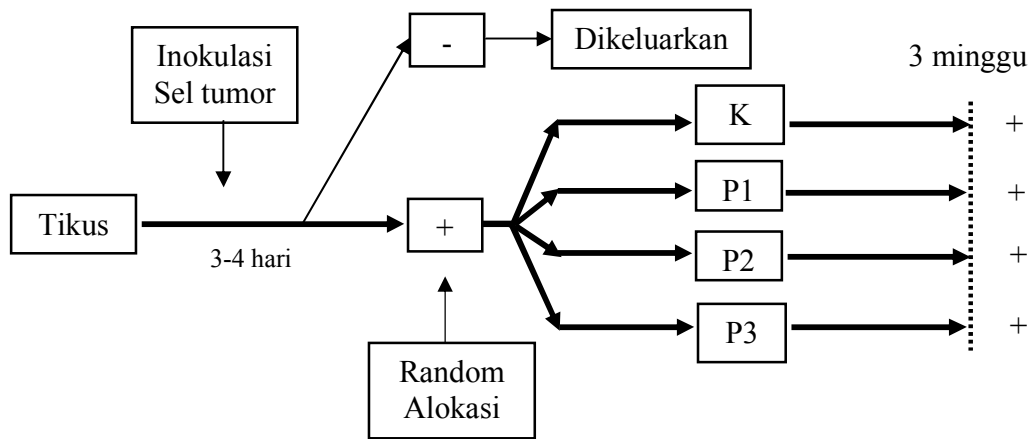 Inokulasi
Sel tumor
-
Dikeluarkan
3 minggu
K
+
P1
+
Tikus
+
3-4 hari
P2
+
P3
+
Random
Alokasi